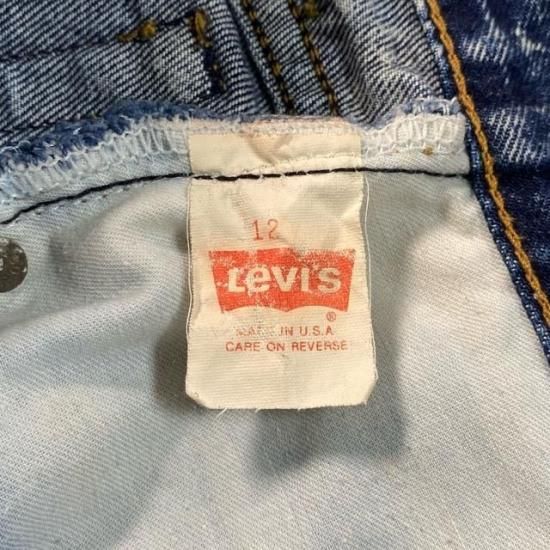 12
LEVI'S
®
MADE IN U.S.A
CARE ON REVERSE